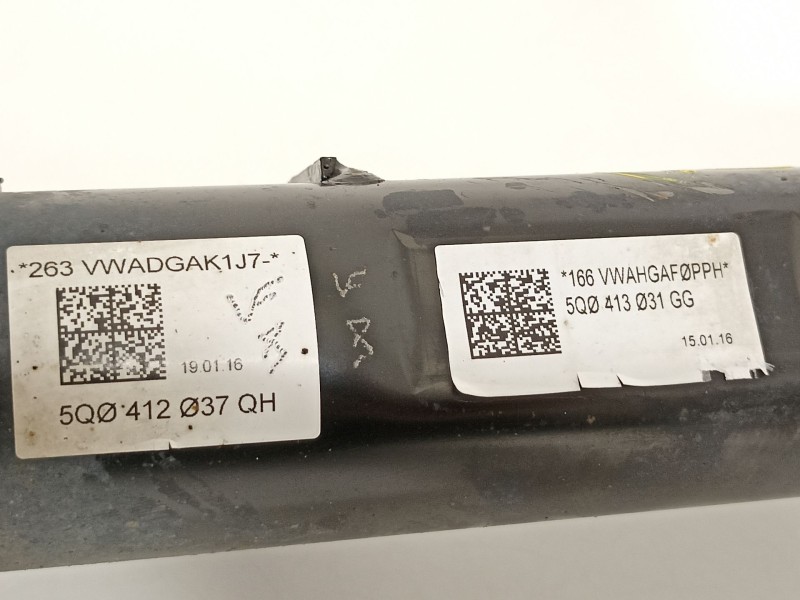 *263 VWADGAK1J7-*
19.01.16
5QØ 412 Ø37 QH
*166 VWAHGAFØPPH*
5QØ 413 Ø31 GG
15.01.16